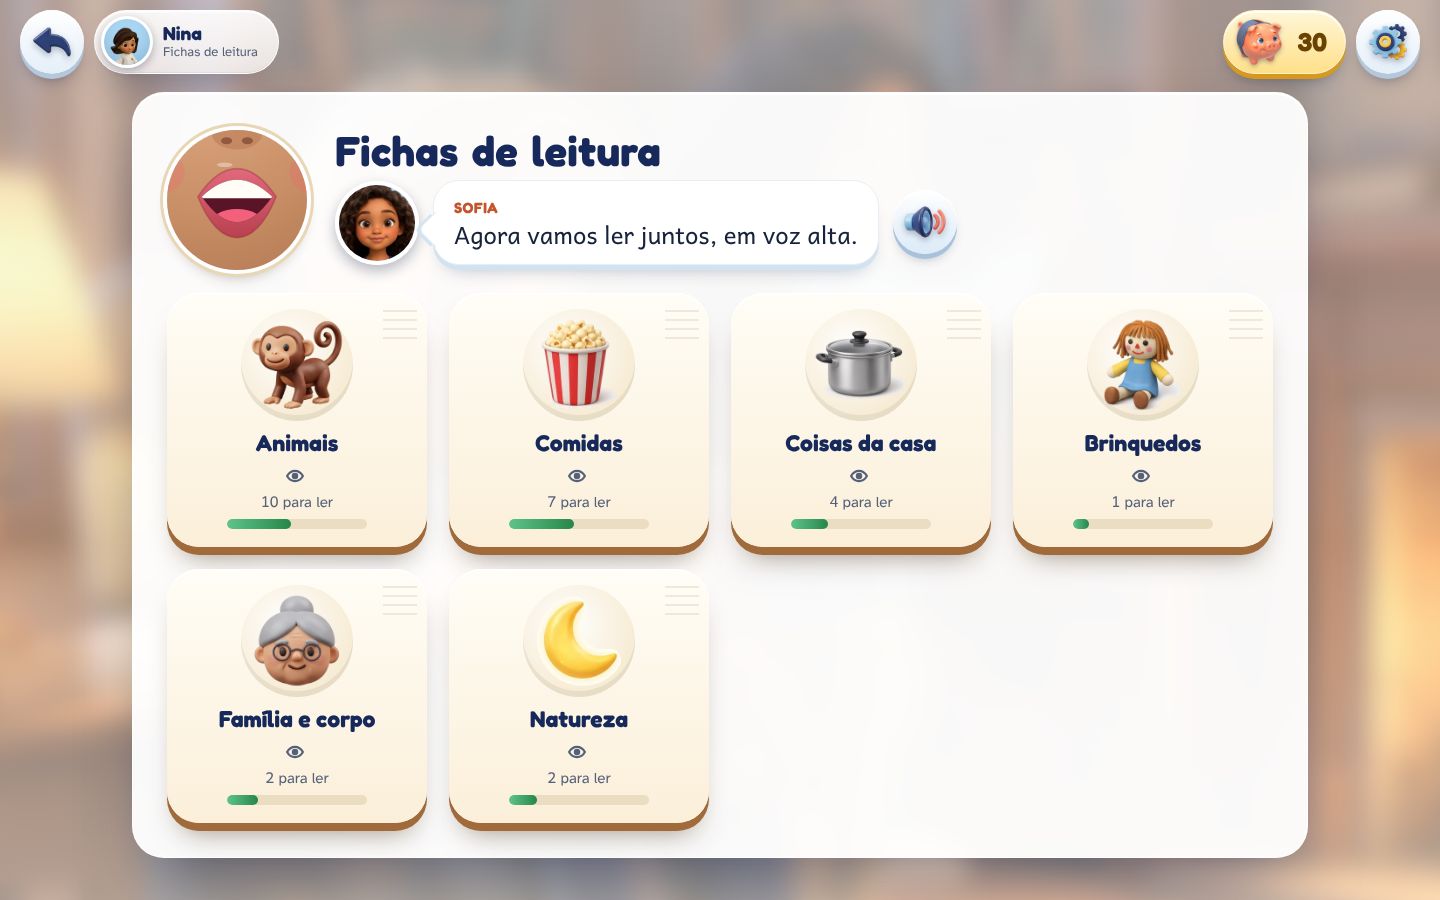 Nina
Fichas de leitura
30
Fichas de leitura
SOFIA
Agora vamos ler juntos, em voz alta.
Animais
10 para ler
Comidas
7 para ler
Coisas da casa
4 para ler
Brinquedos
1 para ler
Família e corpo
2 para ler
Natureza
2 para ler